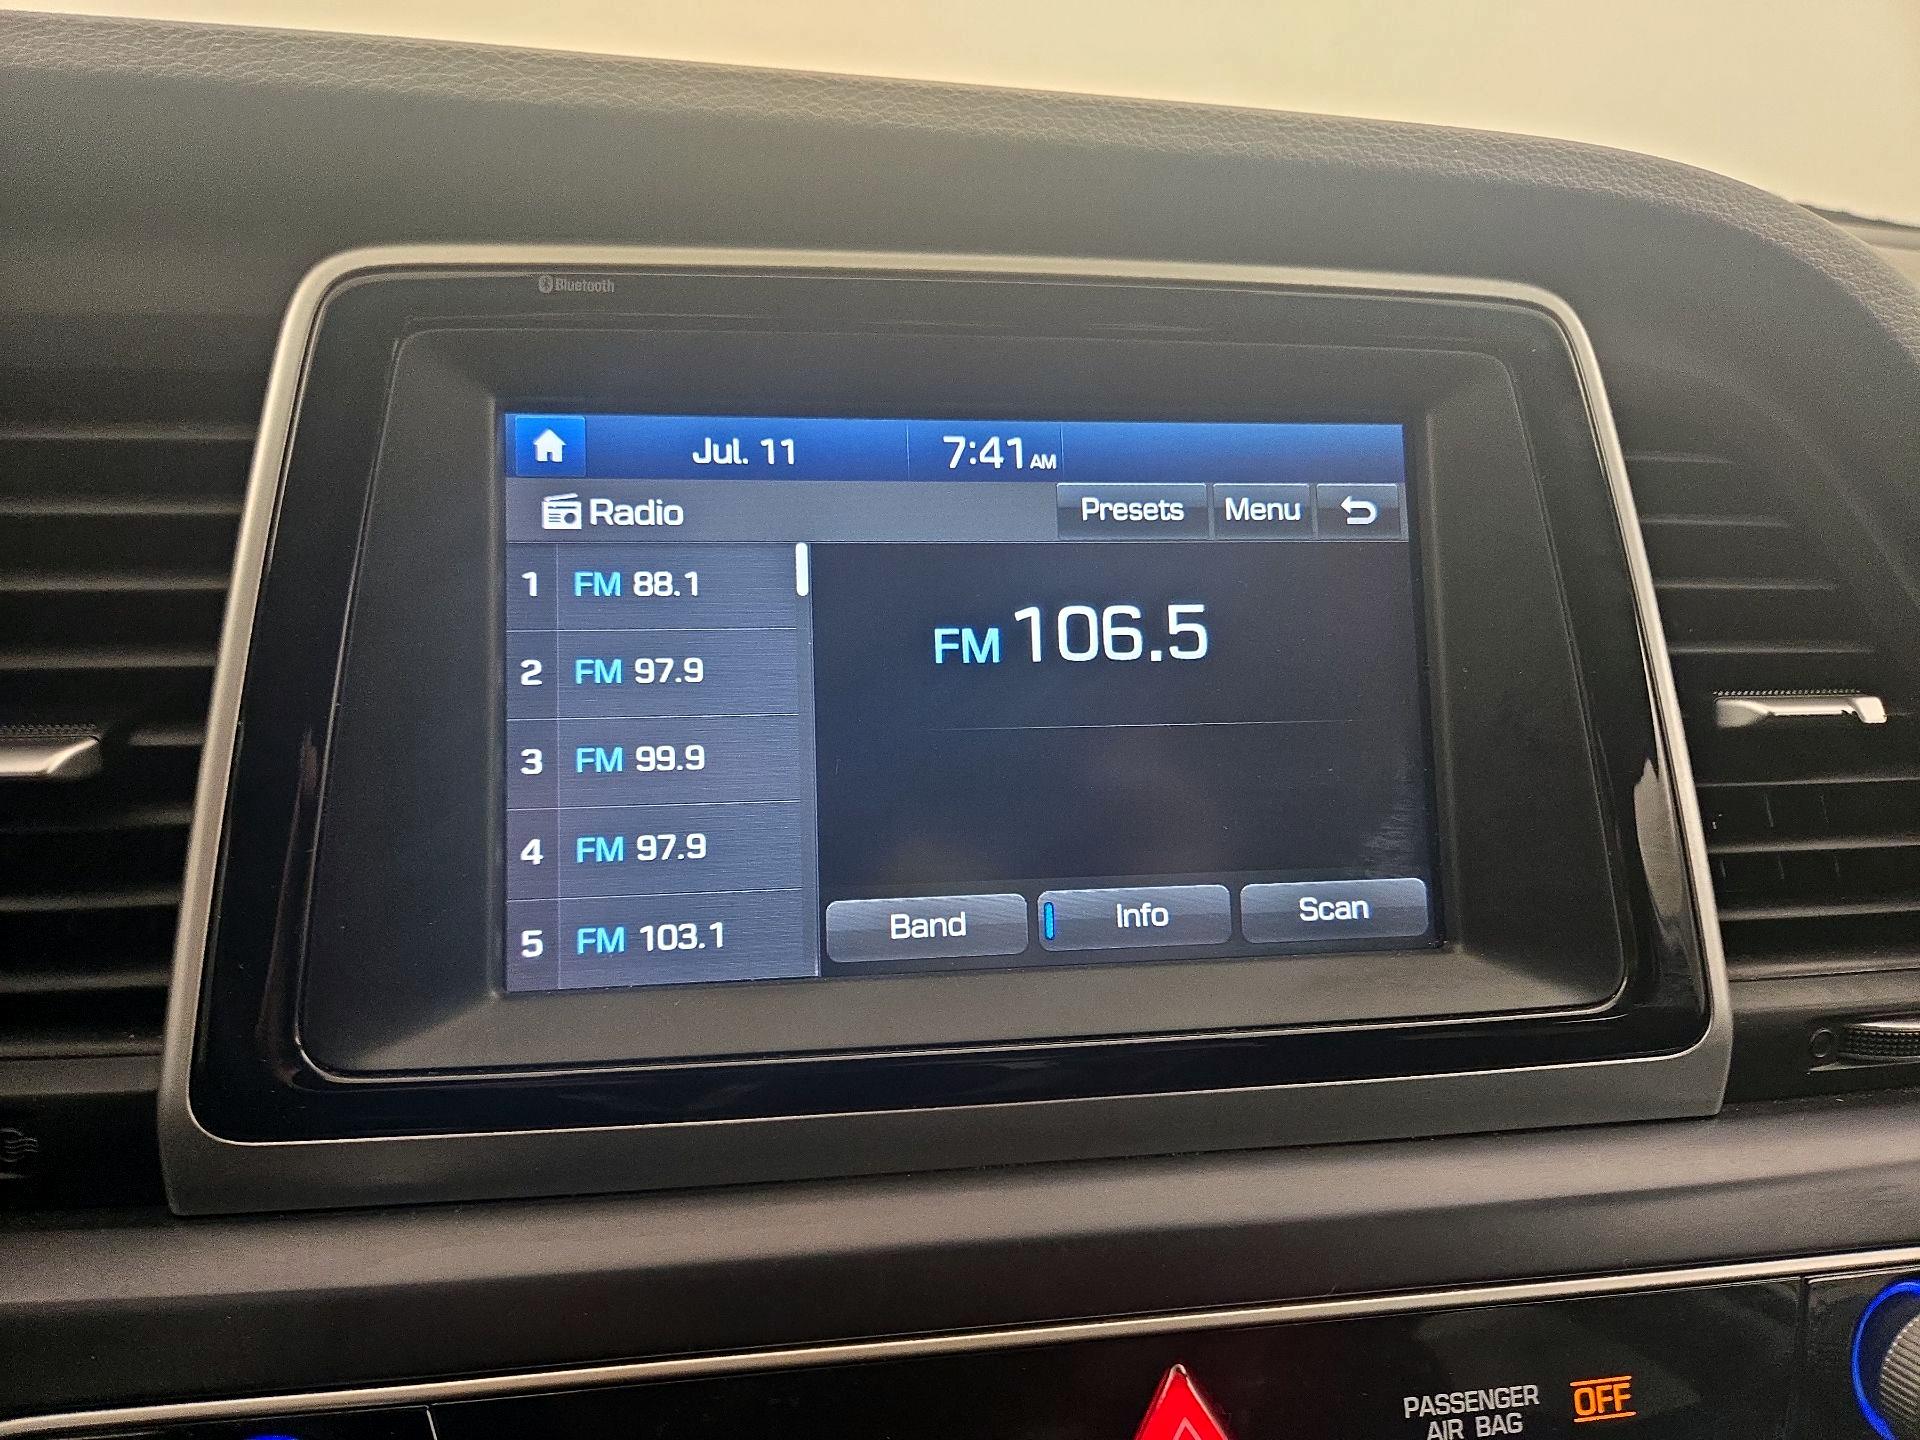 Bluetooth
Jul. 11 7:41 AM
Radio Presets Menu
1 FM 88.1
2 FM 97.9
3 FM 99.9
4 FM 97.9
5 FM 103.1
FM 106.5
Band Info Scan
PASSENGER OFF
AIR BAG